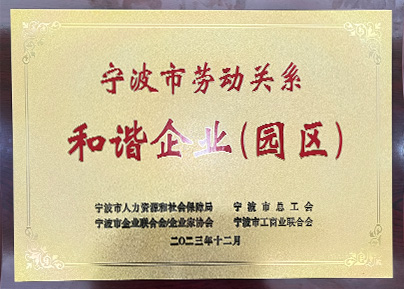 宁波市劳动关系
和谐企业(园区)
宁波市人力资源和社会保障局 宁波市总工会
宁波市企业联合会/企业家协会 宁波市工商业联合会
二〇二三年十二月